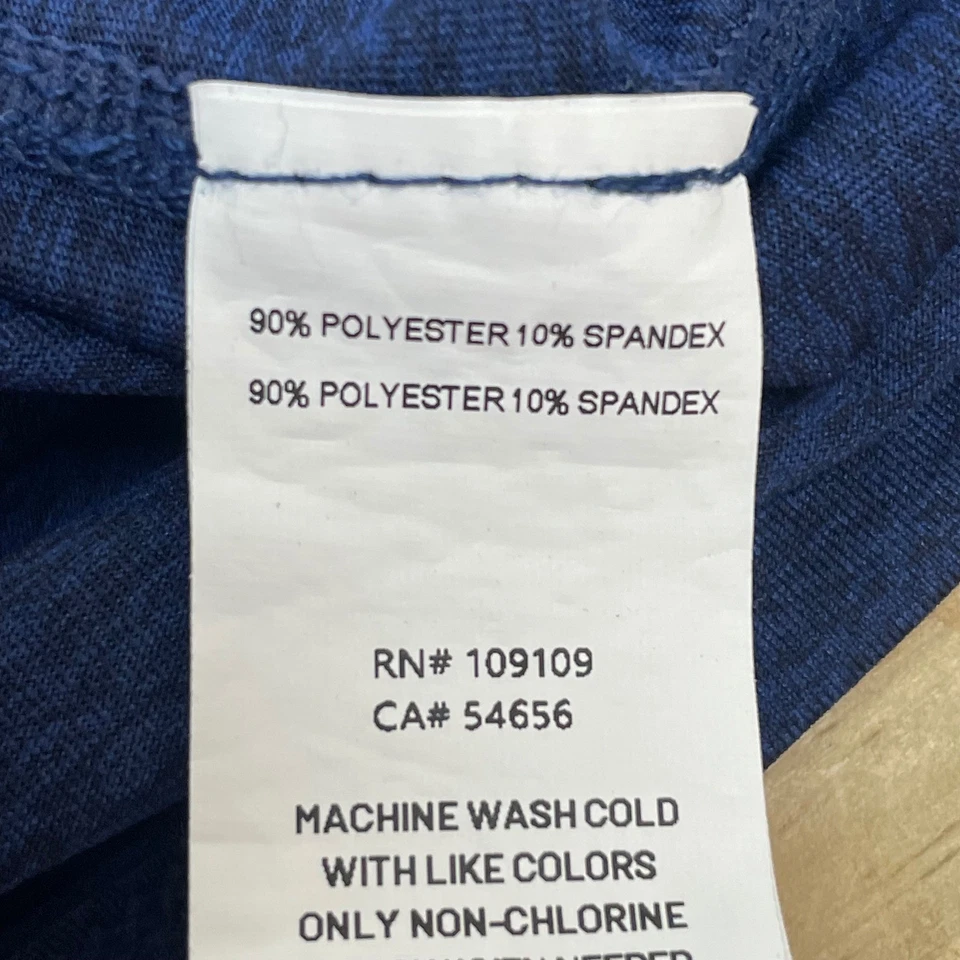 90% POLYESTER 10% SPANDEX
90% POLYESTER 10% SPANDEX
RN# 109109
CA# 54656
MACHINE WASH COLD
WITH LIKE COLORS
ONLY NON-CHLORINE
NEEDED